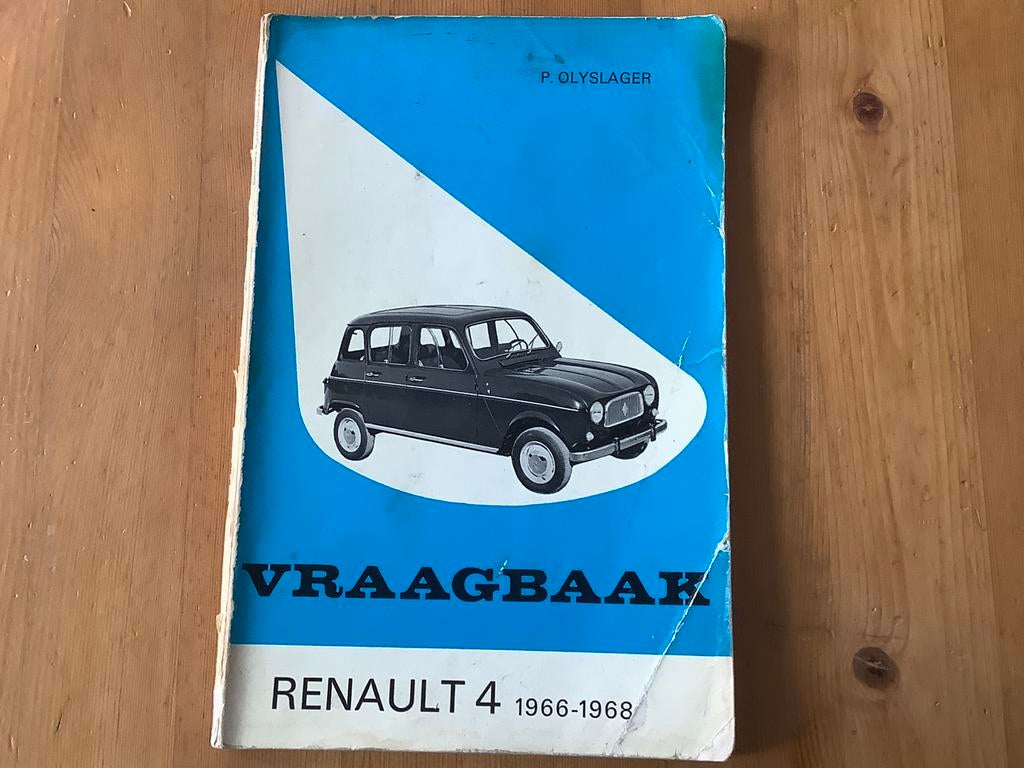 P. OLYSLAGER
VRAAGBAAK
RENAULT 4 1966-1968